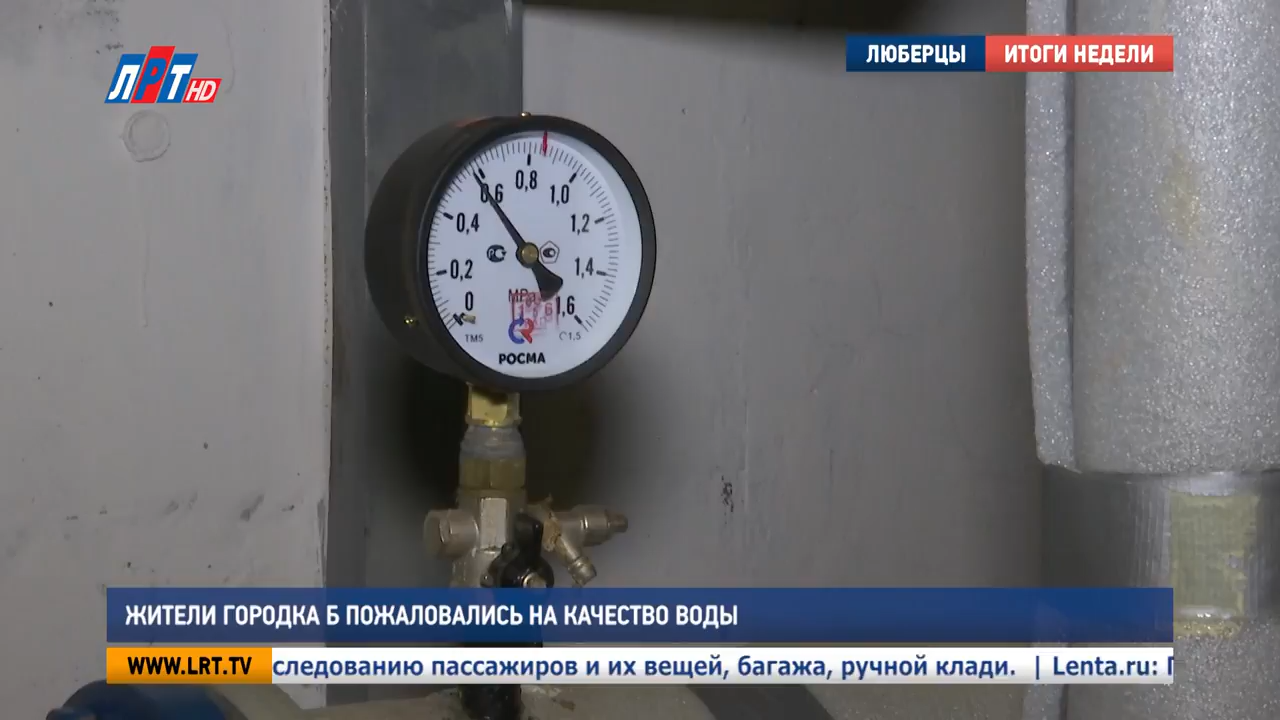 ЛРТ HD
ЛЮБЕРЦЫ ИТОГИ НЕДЕЛИ
0,8
0,6 1,0
0,4 1,2
0,2 1,4
0 MPa 1,6
ТМ5 1,5
РОСМА
ЖИТЕЛИ ГОРОДКА Б ПОЖАЛОВАЛИСЬ НА КАЧЕСТВО ВОДЫ
WWW.LRT.TV следованию пассажиров и их вещей, багажа, ручной клади. | Lenta.ru: